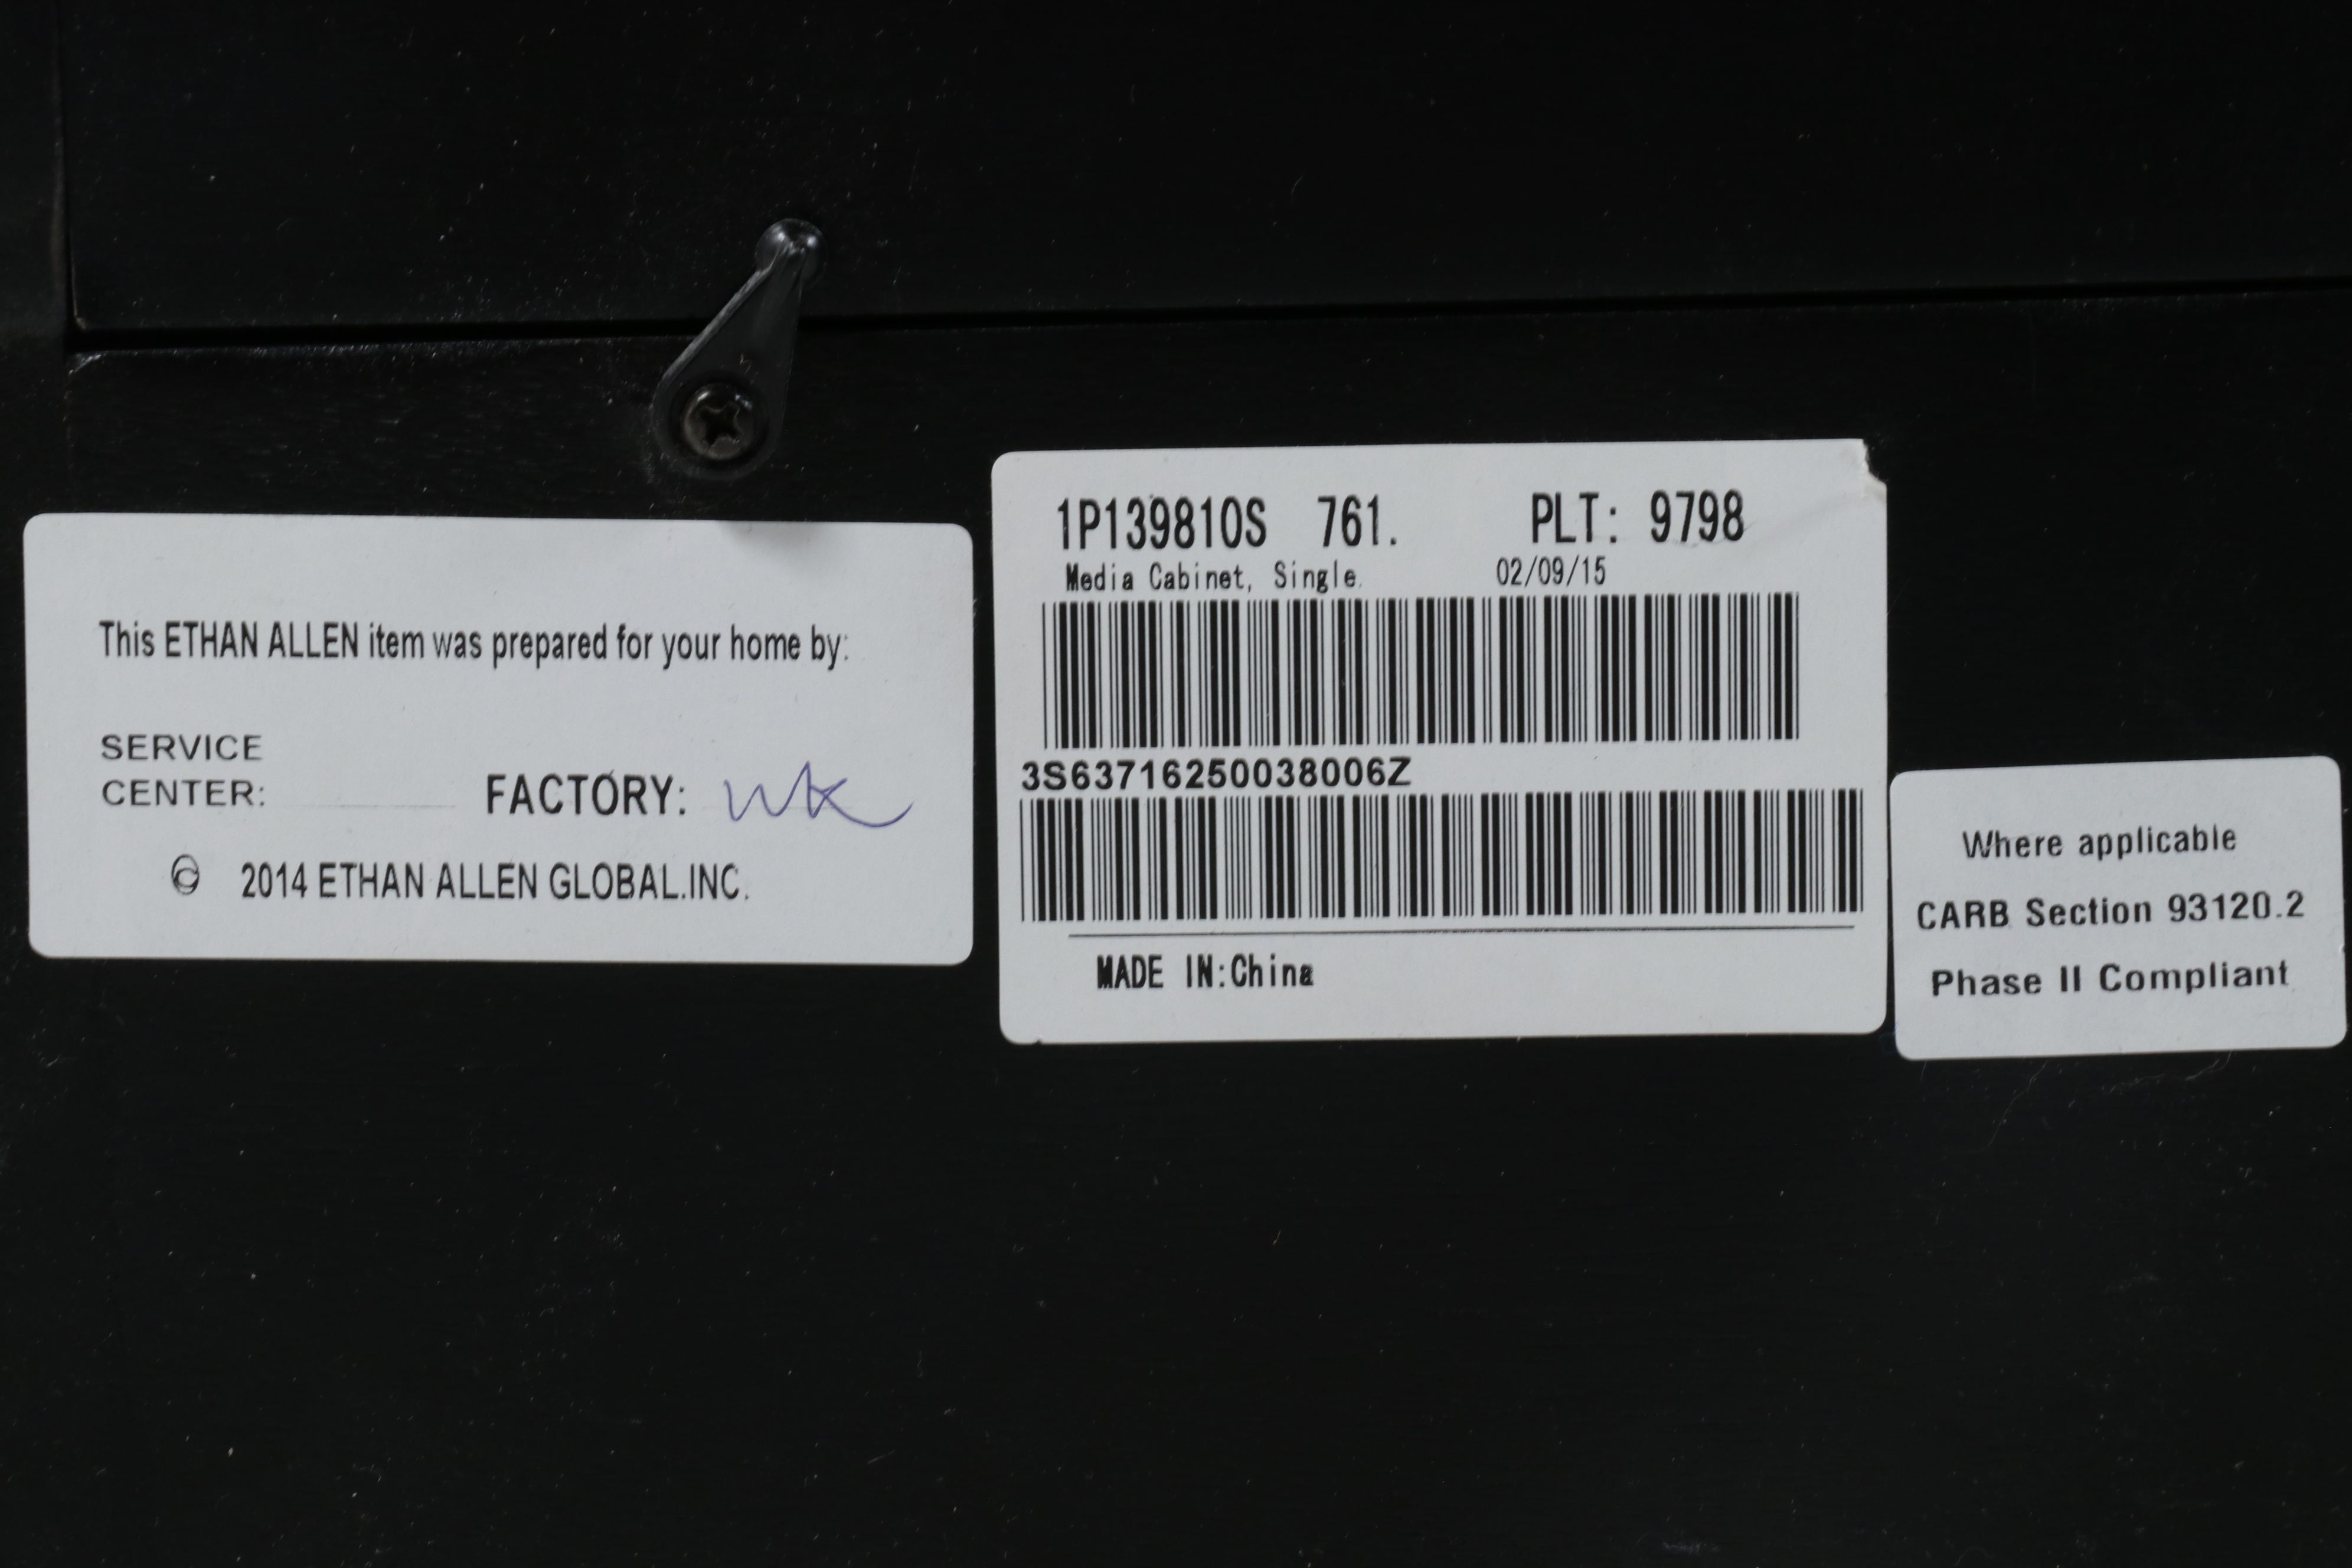 This ETHAN ALLEN item was prepared for your home by:
SERVICE
CENTER:
FACTORY: wk
© 2014 ETHAN ALLEN GLOBAL.INC.
1P139810S 761. PLT: 9798
Media Cabinet, Single. 02/09/15
3S63716250038006Z
MADE IN:China
Where applicable
CARB Section 93120.2
Phase II Compliant